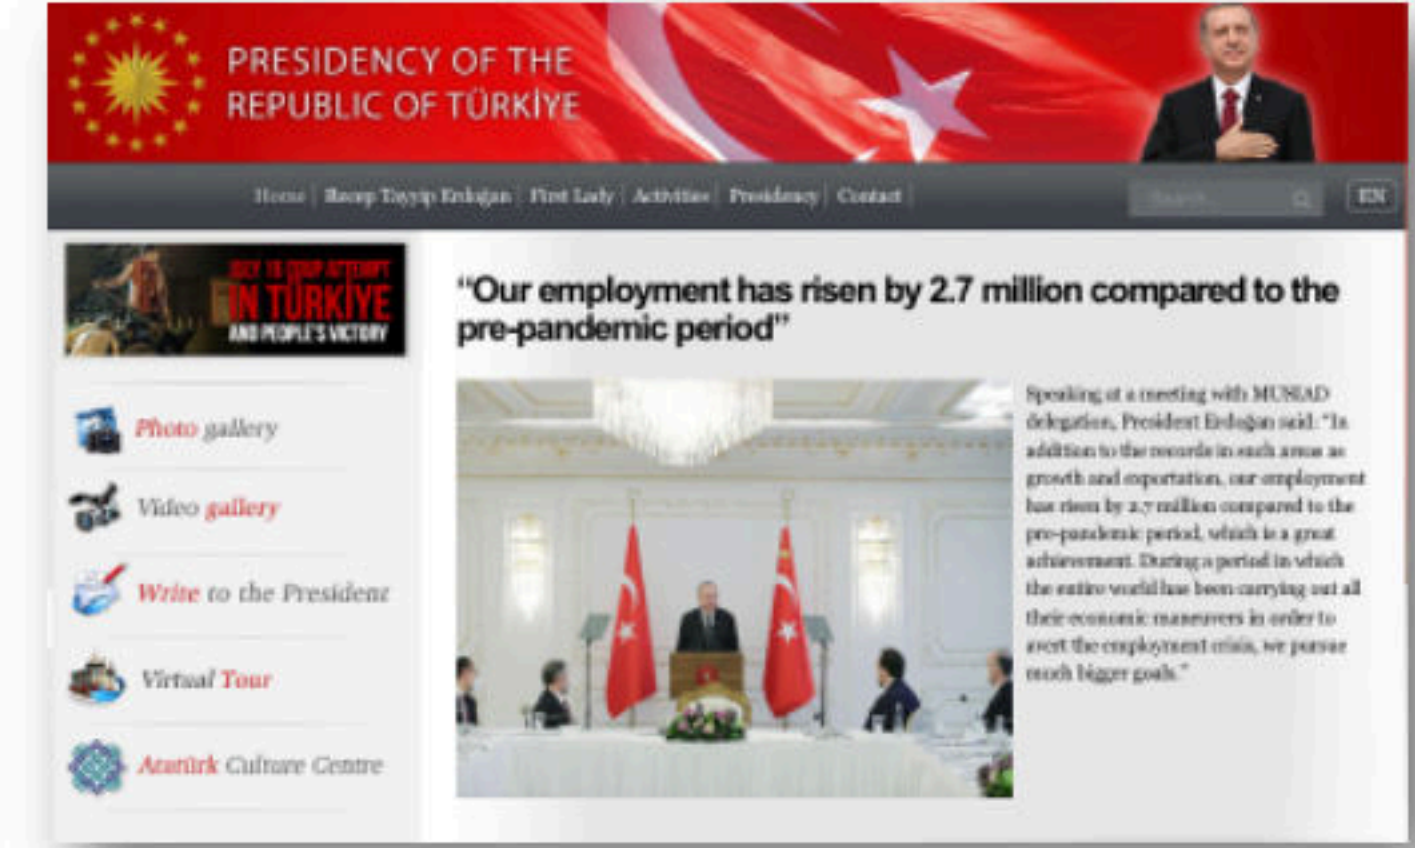 PRESIDENCY OF THE
REPUBLIC OF TÜRKİYE
Home | Recep Tayyip Erdoğan | First Lady | Activities | Presidency | Contact |
Search...
EN
JULY 15 COUP ATTEMPT
IN TÜRKİYE
AND PEOPLE'S VICTORY
Photo gallery
Video gallery
Write to the President
Virtual Tour
Atatürk Culture Centre
“Our employment has risen by 2.7 million compared to the
pre-pandemic period”
Speaking at a meeting with MUSIAD
delegation, President Erdoğan said: “In
addition to the records in such areas as
growth and exportation, our employment
has risen by 2.7 million compared to the
pre-pandemic period, which is a great
achievement. During a period in which
the entire world has been carrying out all
their economic maneuvers in order to
avert the employment crisis, we pursue
much bigger goals.”